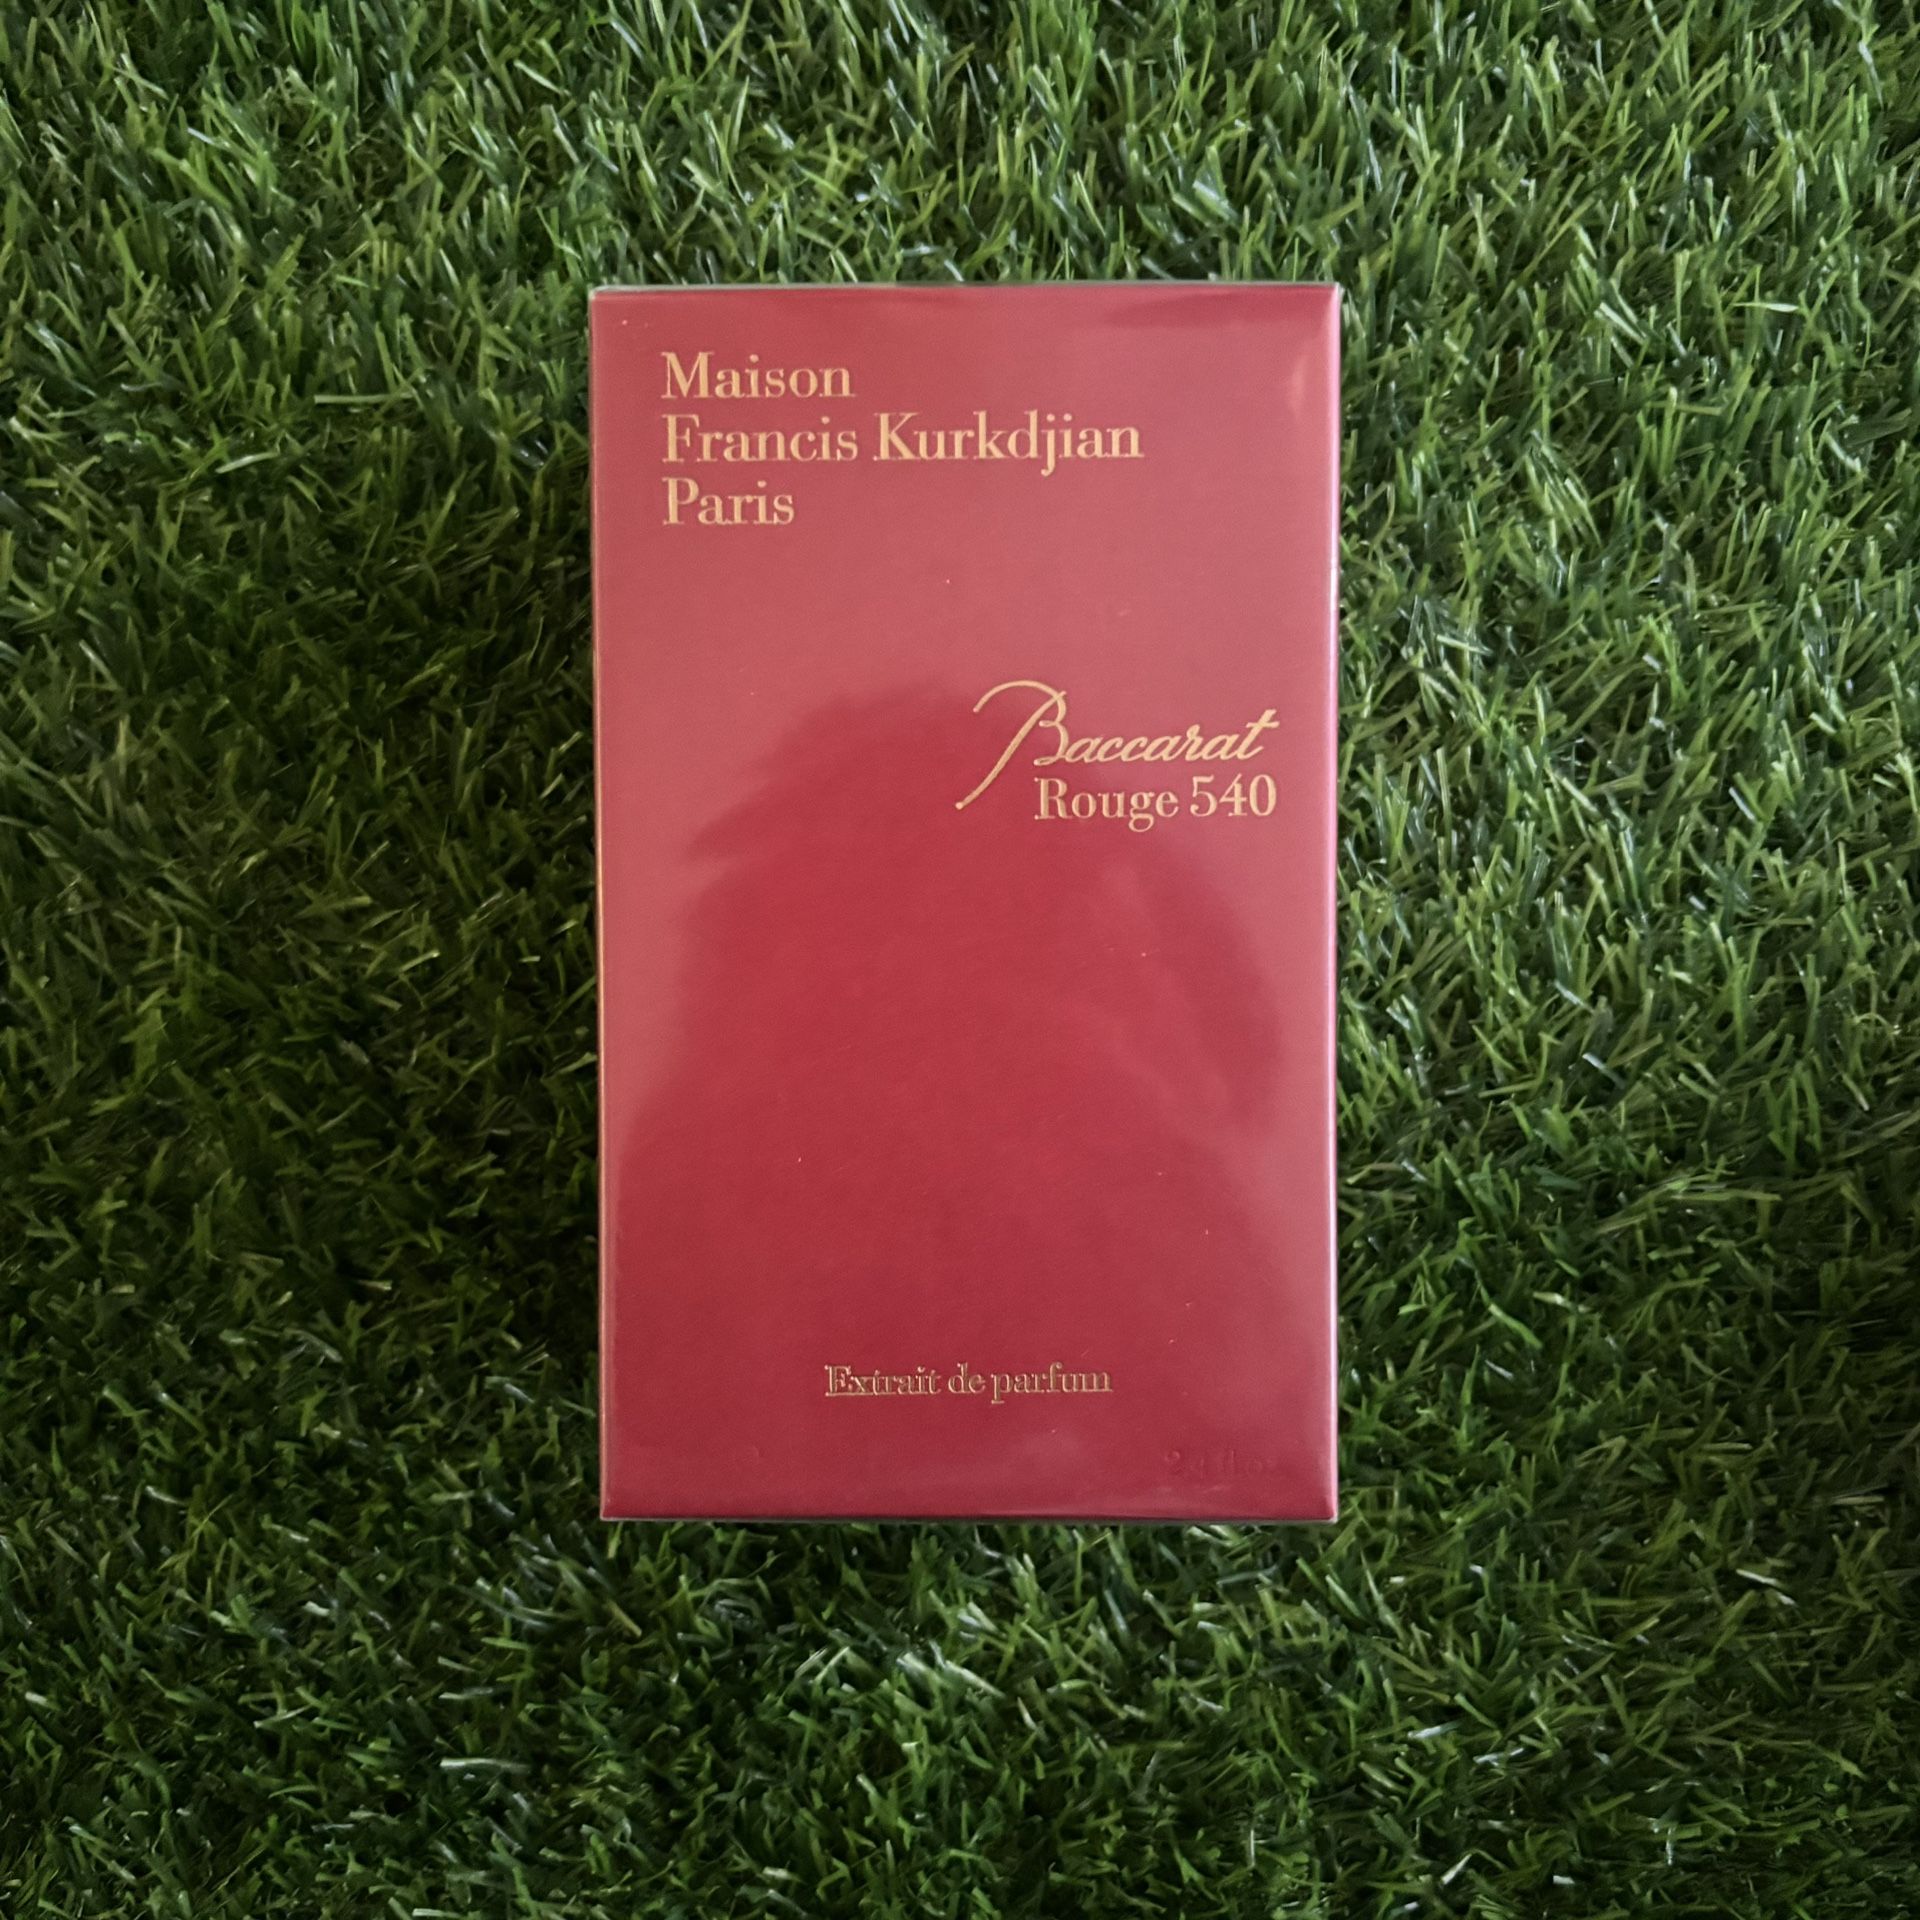 Maison
Francis Kurkdjian
Paris
Baccarat
Rouge 540
Extrait de parfum